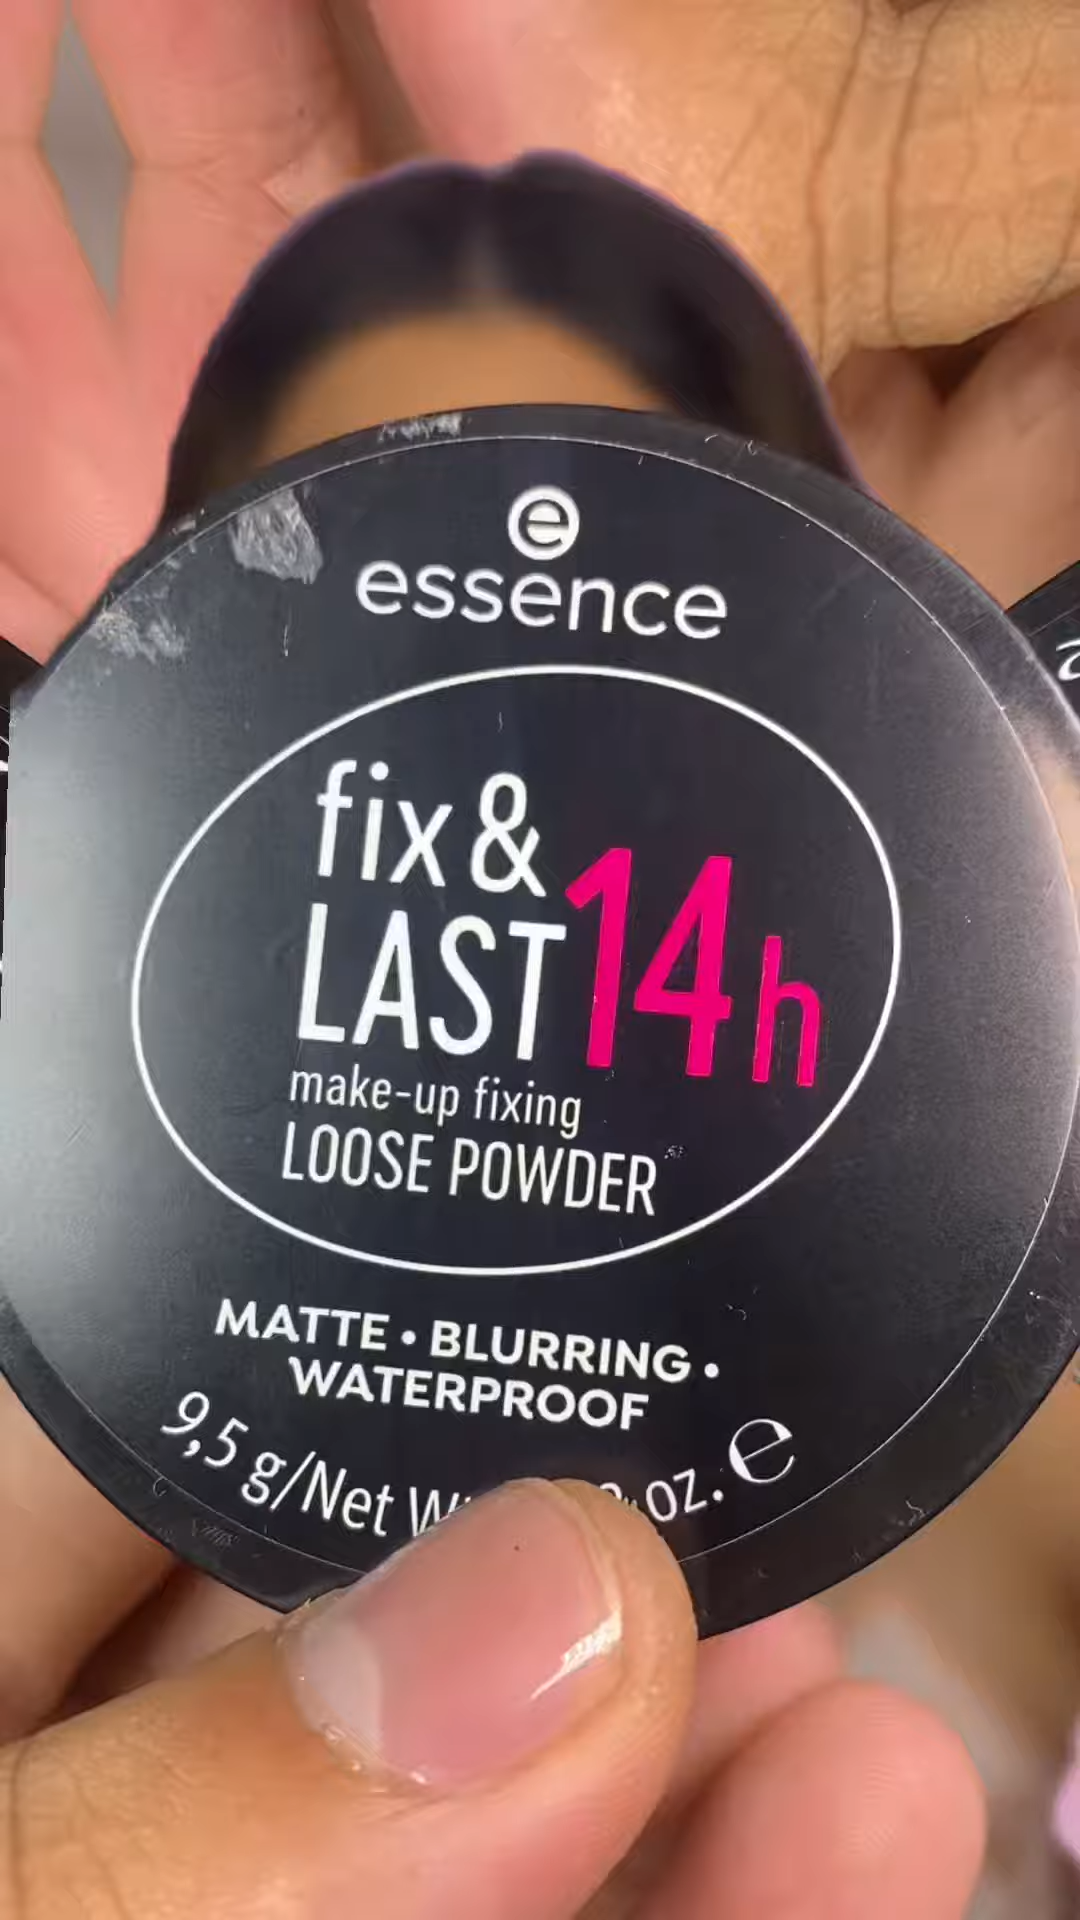 e
essence
fix &
LAST 14h
make-up fixing
LOOSE POWDER
MATTE • BLURRING •
WATERPROOF
9,5 g/Net oz. e